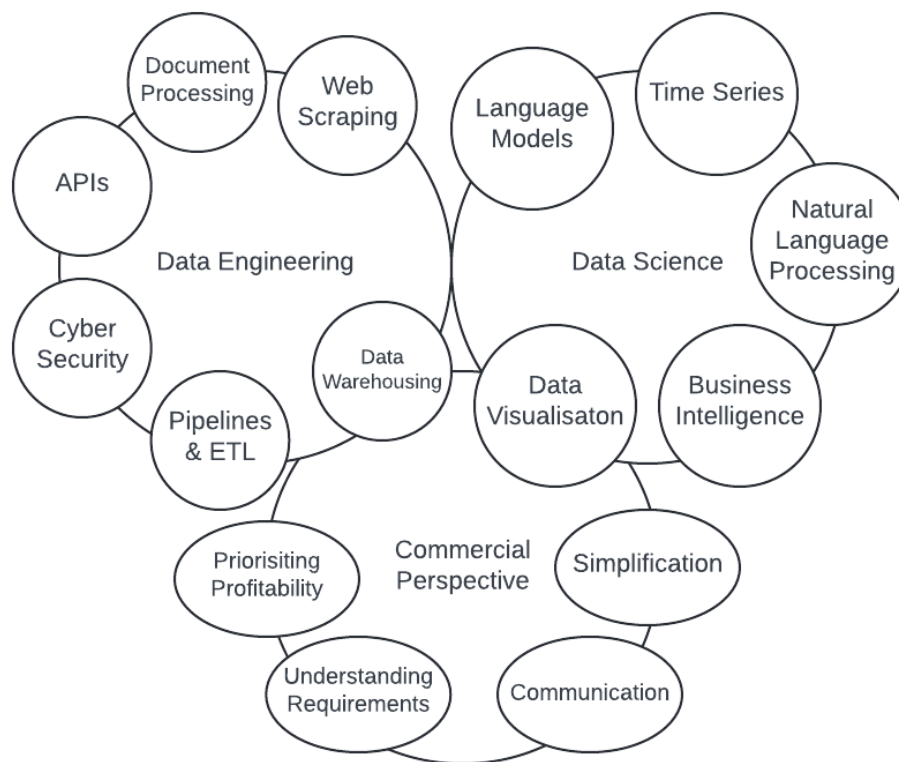 Document
Processing
Web
Scraping
Language
Models
Time Series
APIs
Natural
Language
Processing
Data Engineering
Data Science
Cyber
Security
Data
Warehousing
Data
Visualisaton
Business
Intelligence
Pipelines
& ETL
Commercial
Perspective
Priorisiting
Profitability
Simplification
Understanding
Requirements
Communication